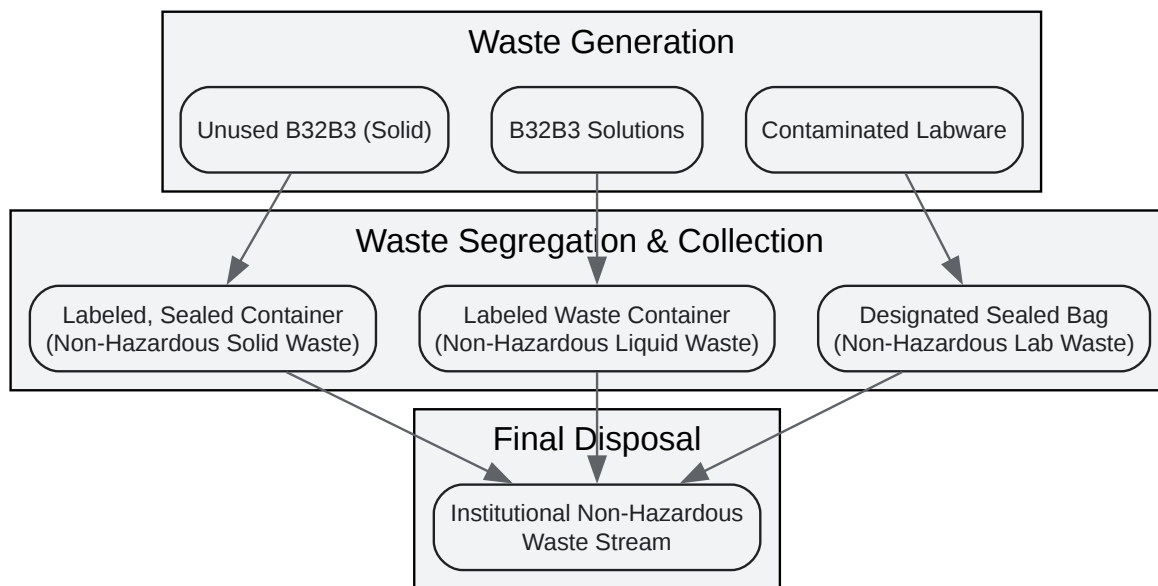 Waste Generation
Unused B32B3 (Solid)
B32B3 Solutions
Contaminated Labware
Waste Segregation & Collection
Labeled, Sealed Container
(Non-Hazardous Solid Waste)
Labeled Waste Container
(Non-Hazardous Liquid Waste)
Designated Sealed Bag
(Non-Hazardous Lab Waste)
Final Disposal
Institutional Non-Hazardous
Waste Stream